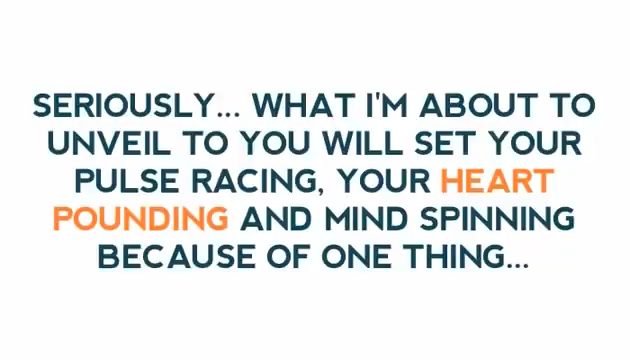 SERIOUSLY... WHAT I'M ABOUT TO
UNVEIL TO YOU WILL SET YOUR
PULSE RACING, YOUR HEART
POUNDING AND MIND SPINNING
BECAUSE OF ONE THING...